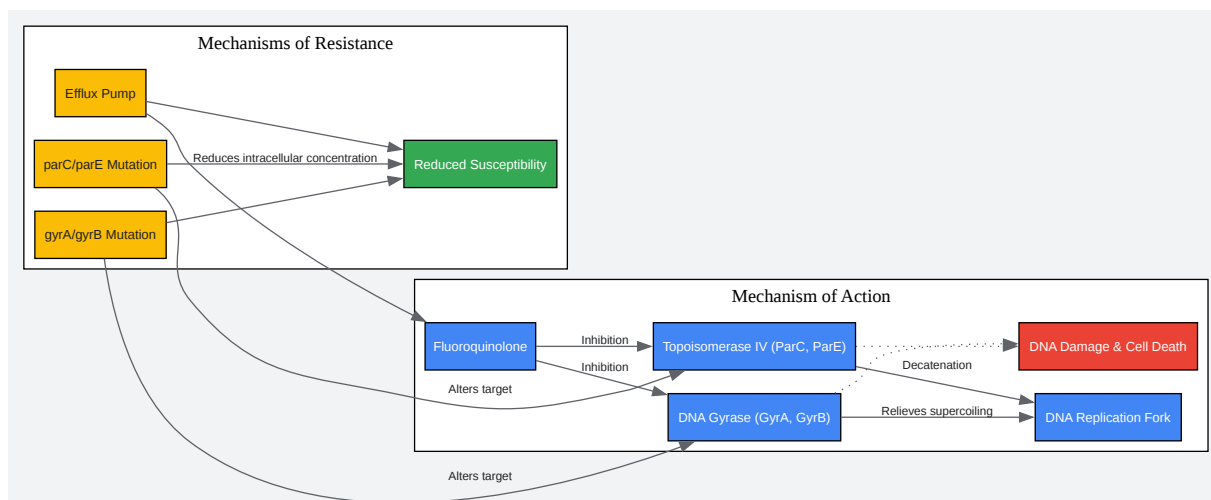 Mechanisms of Resistance
Efflux Pump
parC/parE Mutation
Reduces intracellular concentration
Reduced Susceptibility
gyrA/gyrB Mutation
Mechanism of Action
Fluoroquinolone
Inhibition
Inhibition
Topoisomerase IV (ParC, ParE)
DNA Damage & Cell Death
Decatenation
Alters target
DNA Gyrase (GyrA, GyrB)
Relieves supercoiling
DNA Replication Fork
Alters target